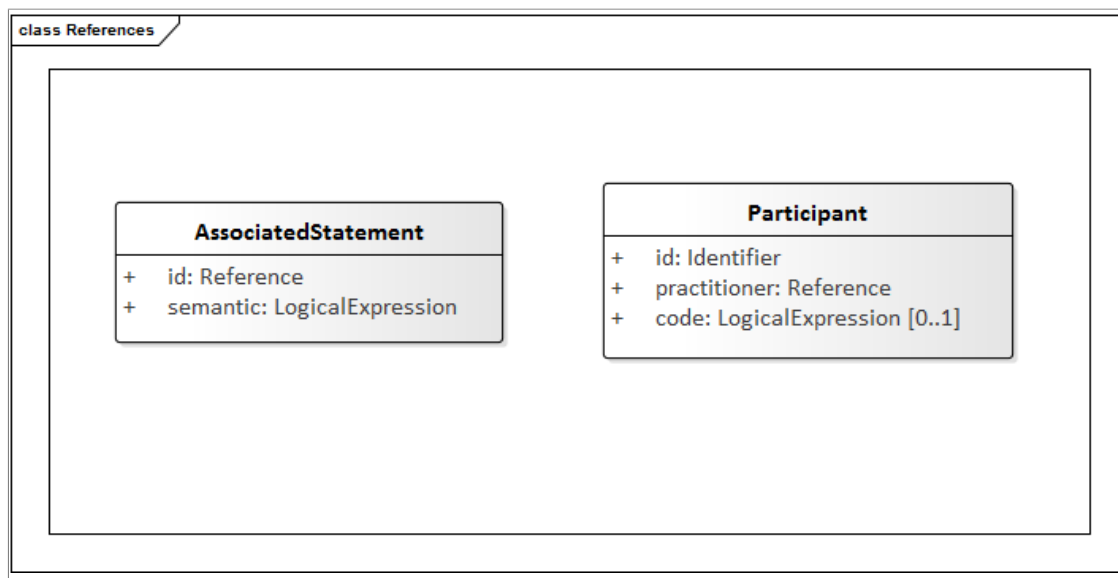 class References
AssociatedStatement
+ id: Reference
+ semantic: LogicalExpression
Participant
+ id: Identifier
+ practitioner: Reference
+ code: LogicalExpression [0..1]